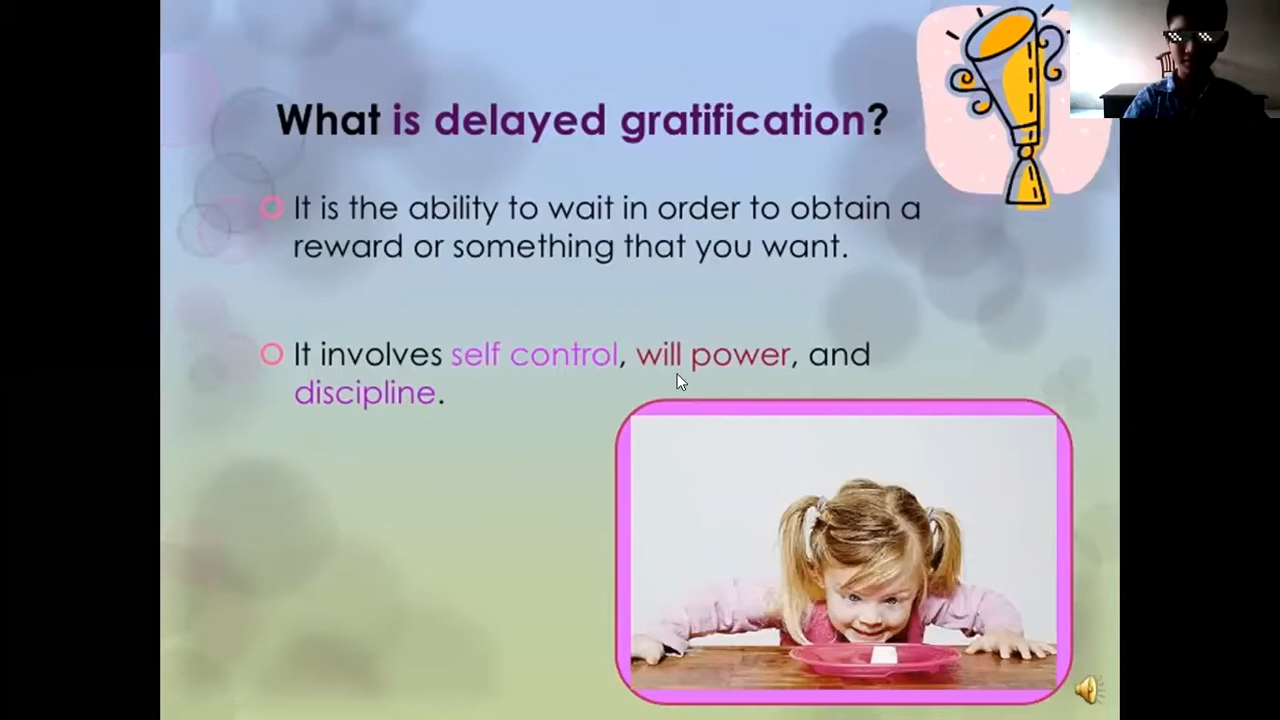 What is delayed gratification?
It is the ability to wait in order to obtain a
reward or something that you want.
It involves self control, will power, and
discipline.